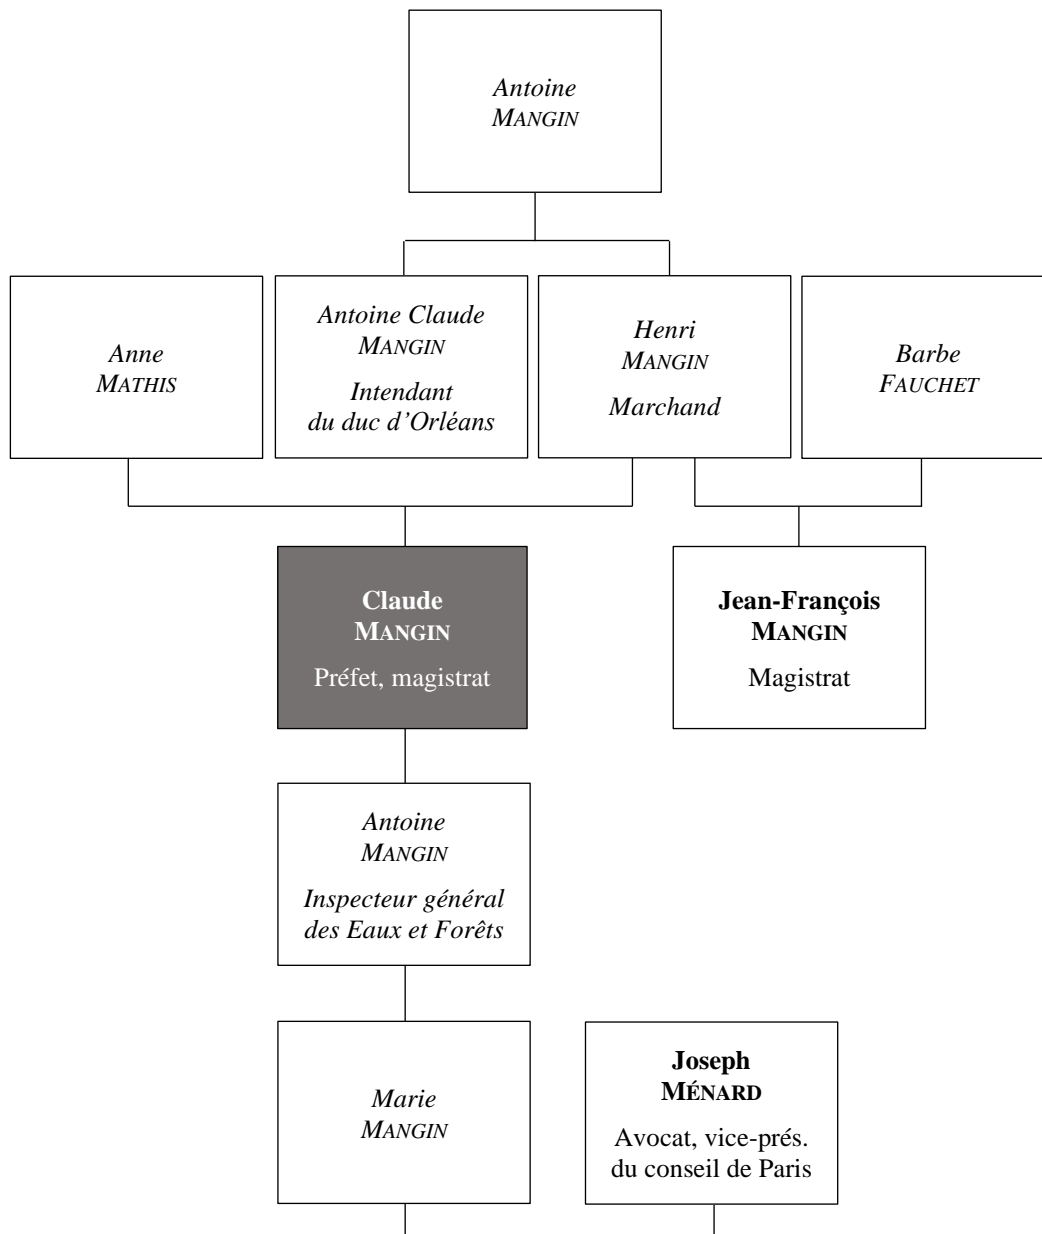 Antoine
MANGIN
Anne
MATHIS
Antoine Claude
MANGIN
Intendant
du duc d’Orléans
Henri
MANGIN
Marchand
Barbe
FAUCHET
Claude
MANGIN
Préfet, magistrat
Jean-François
MANGIN
Magistrat
Antoine
MANGIN
Inspecteur général
des Eaux et Forêts
Marie
MANGIN
Joseph
MÉNARD
Avocat, vice-prés.
du conseil de Paris